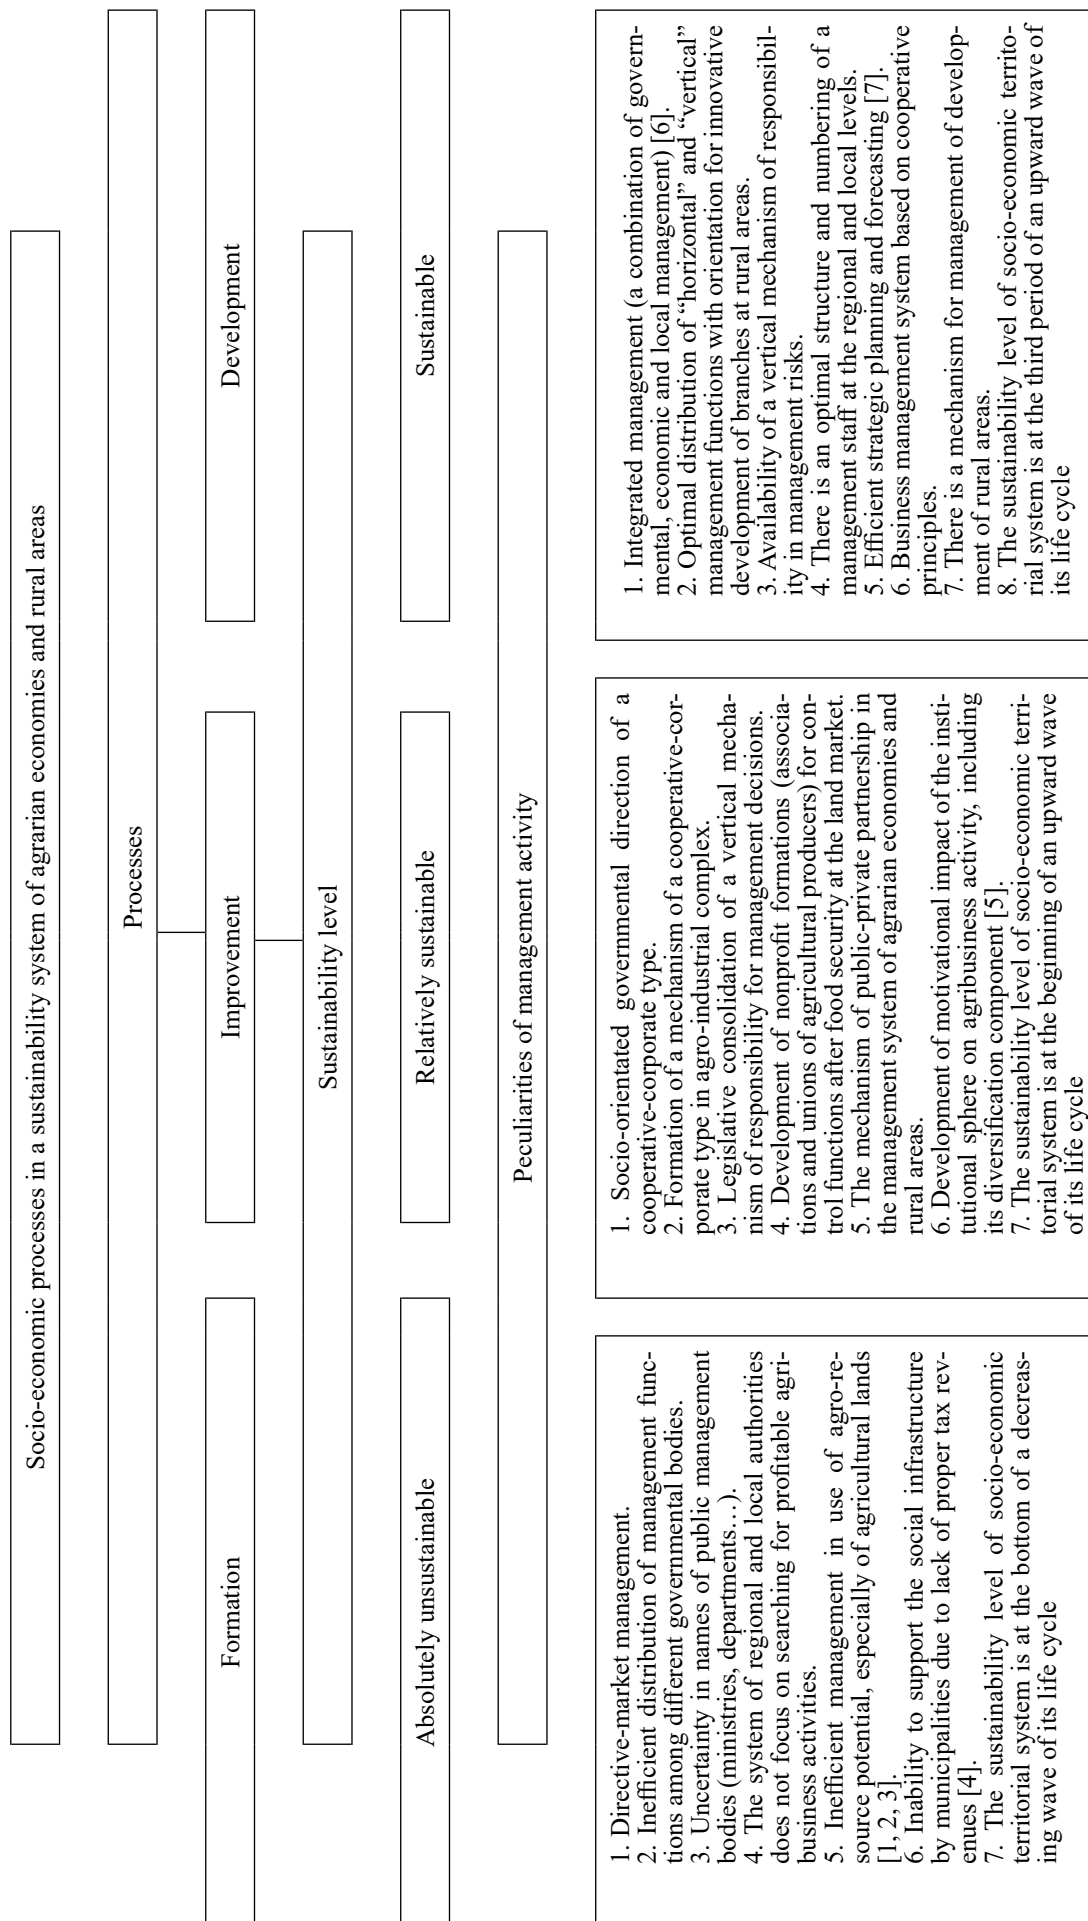 Socio-economic processes in a sustainability system of agrarian economies and rural areas
Processes
Formation
Improvement
Development
Sustainability level
Absolutely unsustainable
Relatively sustainable
Sustainable
Peculiarities of management activity
1. Directive-market management.
2. Inefficient distribution of management func-
tions among different governmental bodies.
3. Uncertainty in names of public management
bodies (ministries, departments…).
4. The system of regional and local authorities
does not focus on searching for profitable agri-
business activities.
5. Inefficient management in use of agro-re-
source potential, especially of agricultural lands
[1, 2, 3].
6. Inability to support the social infrastructure
by municipalities due to lack of proper tax rev-
enues [4].
7. The sustainability level of socio-economic
territorial system is at the bottom of a decreas-
ing wave of its life cycle
1. Socio-orientated governmental direction of a
cooperative-corporate type.
2. Formation of a mechanism of a cooperative-cor-
porate type in agro-industrial complex.
3. Legislative consolidation of a vertical mecha-
nism of responsibility for management decisions.
4. Development of nonprofit formations (associa-
tions and unions of agricultural producers) for con-
trol functions after food security at the land market.
5. The mechanism of public-private partnership in
the management system of agrarian economies and
rural areas.
6. Development of motivational impact of the insti-
tutional sphere on agribusiness activity, including
its diversification component [5].
7. The sustainability level of socio-economic terri-
torial system is at the beginning of an upward wave
of its life cycle
1. Integrated management (a combination of govern-
mental, economic and local management) [6].
2. Optimal distribution of “horizontal” and “vertical”
management functions with orientation for innovative
development of branches at rural areas.
3. Availability of a vertical mechanism of responsibil-
ity in management risks.
4. There is an optimal structure and numbering of a
management staff at the regional and local levels.
5. Efficient strategic planning and forecasting [7].
6. Business management system based on cooperative
principles.
7. There is a mechanism for management of develop-
ment of rural areas.
8. The sustainability level of socio-economic territo-
rial system is at the third period of an upward wave of
its life cycle